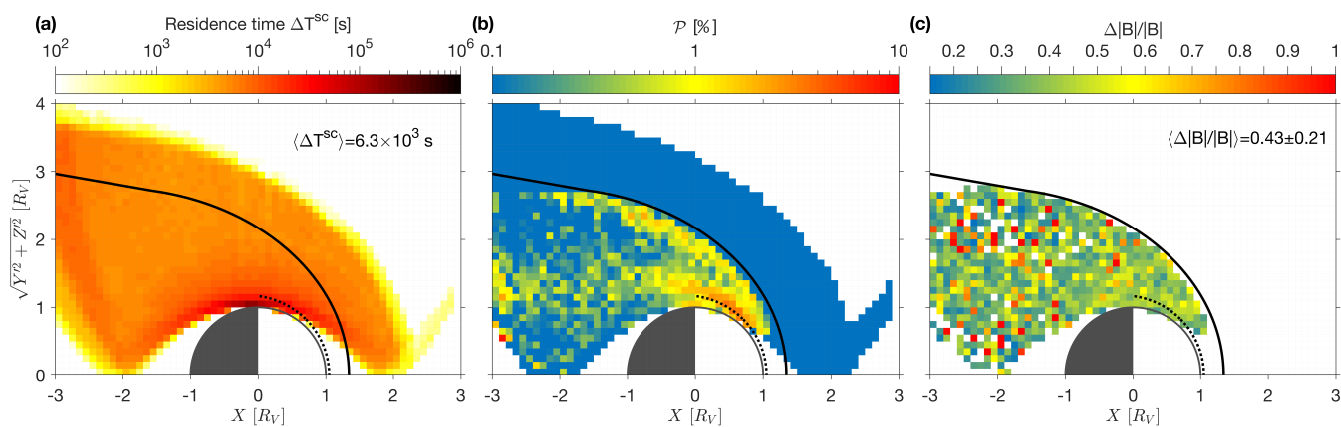 (a) Residence time ΔT^sc [s]
10^2 10^3 10^4 10^5 10^6
⟨ΔT^sc⟩=6.3×10^3 s
√(Y'^2 + Z'^2) [R_V]
4
3
2
1
0
-3 -2 -1 0 1 2 3
X [R_V]
(b) 𝒫 [%]
0.1 1 10
-3 -2 -1 0 1 2 3
X [R_V]
(c) Δ|B|/|B|
0.2 0.3 0.4 0.5 0.6 0.7 0.8 0.9 1
⟨Δ|B|/|B|⟩=0.43±0.21
-3 -2 -1 0 1 2 3
X [R_V]